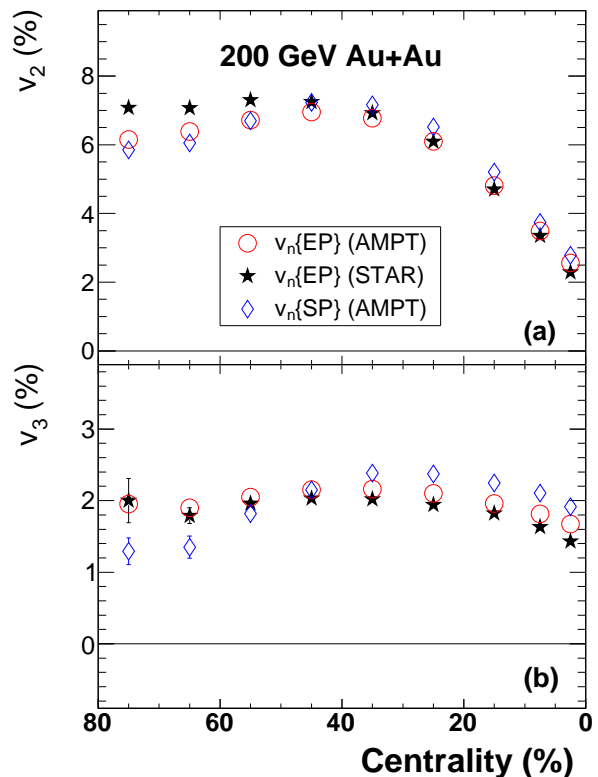 v2 (%)
200 GeV Au+Au
8
6
4
2
0
vn{EP} (AMPT)
vn{EP} (STAR)
vn{SP} (AMPT)
(a)
v3 (%)
3
2
1
0
(b)
80 60 40 20 0
Centrality (%)